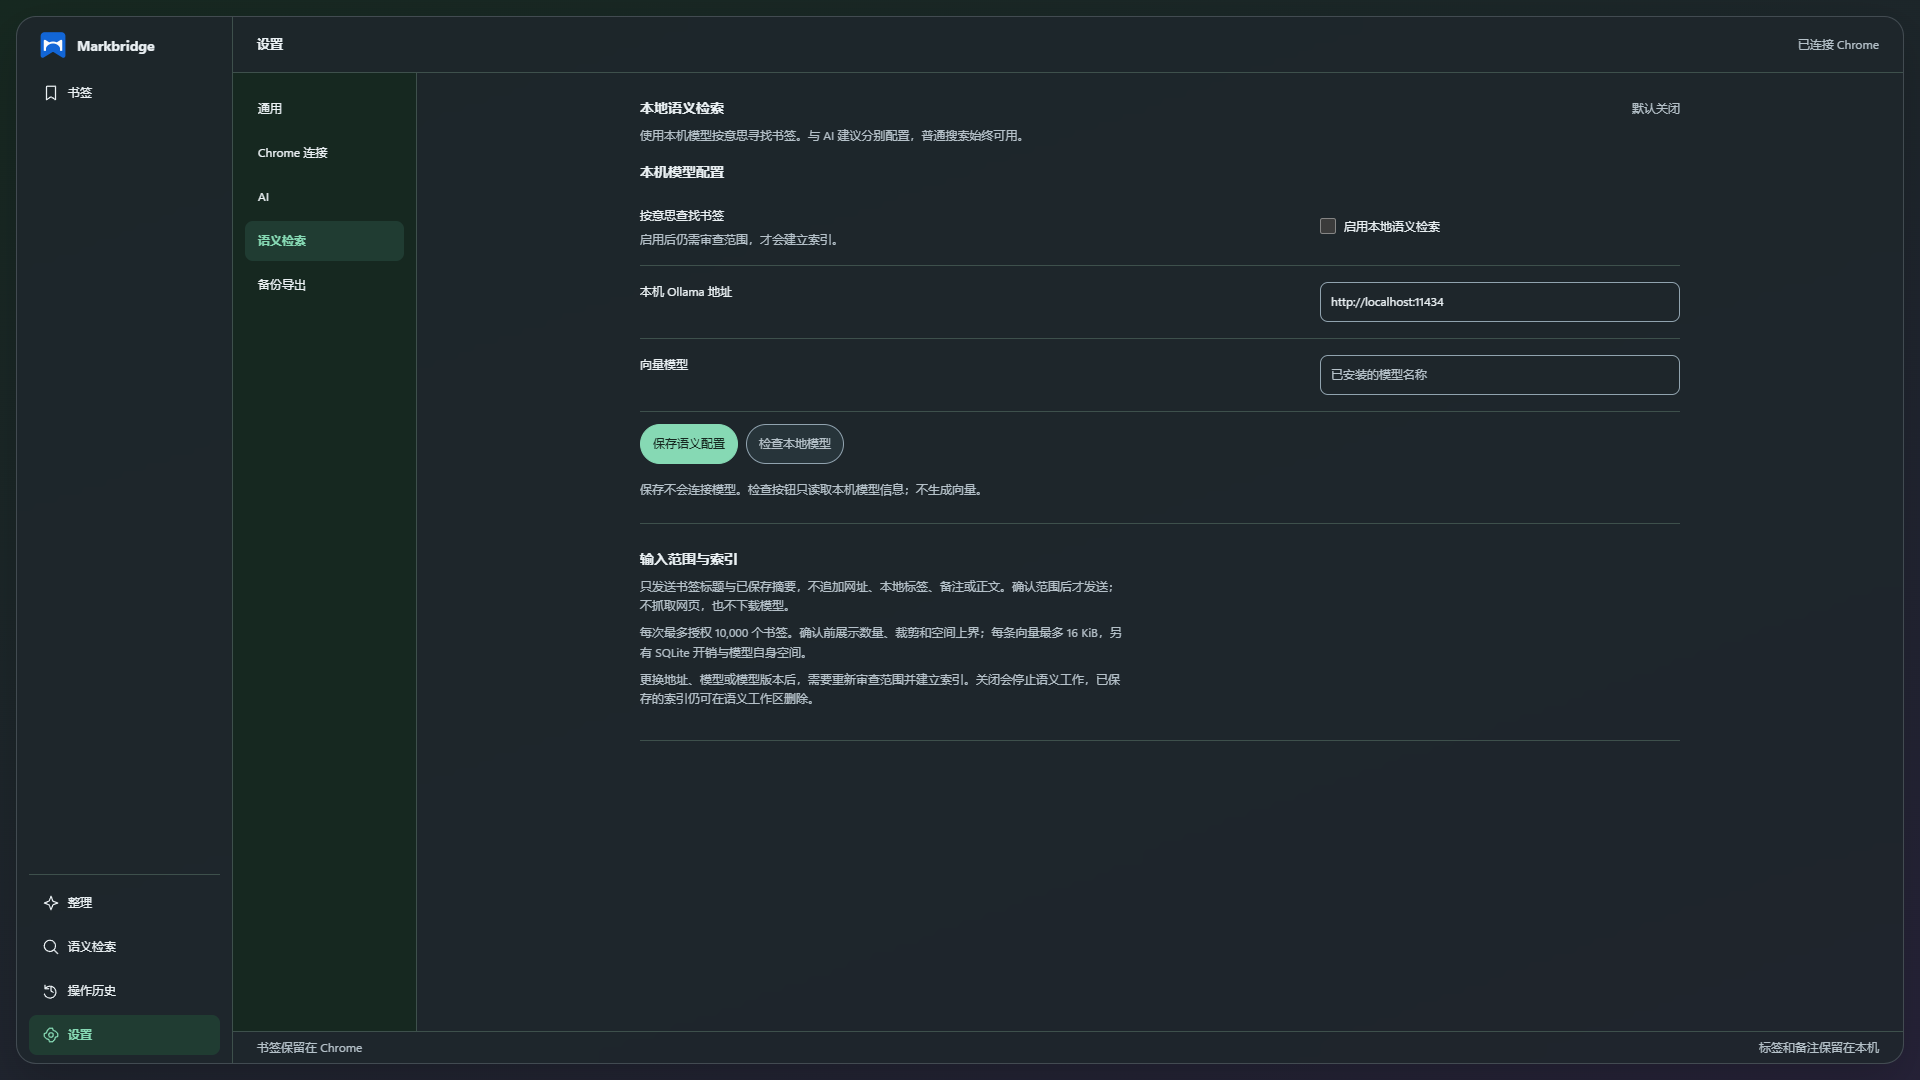 Markbridge
书签
整理
语义检索
操作历史
设置
设置
已连接 Chrome
通用
Chrome 连接
AI
语义检索
备份导出
本地语义检索
默认关闭
使用本机模型按意思寻找书签。与 AI 建议分别配置，普通搜索始终可用。
本机模型配置
按意思查找书签
启用后仍需审查范围，才会建立索引。
启用本地语义检索
本机 Ollama 地址
http://localhost:11434
向量模型
已安装的模型名称
保存语义配置
检查本地模型
保存不会连接模型。检查按钮只读取本机模型信息；不生成向量。
输入范围与索引
只发送书签标题与已保存摘要，不追加网址、本地标签、备注或正文。确认范围后才发送；
不抓取网页，也不下载模型。
每次最多授权 10,000 个书签。确认前展示数量、裁剪和空间上界；每条向量最多 16 KiB，另
有 SQLite 开销与模型自身空间。
更换地址、模型或模型版本后，需要重新审查范围并建立索引。关闭会停止语义工作，已保
存的索引仍可在语义工作区删除。
书签保留在 Chrome
标签和备注保留在本机